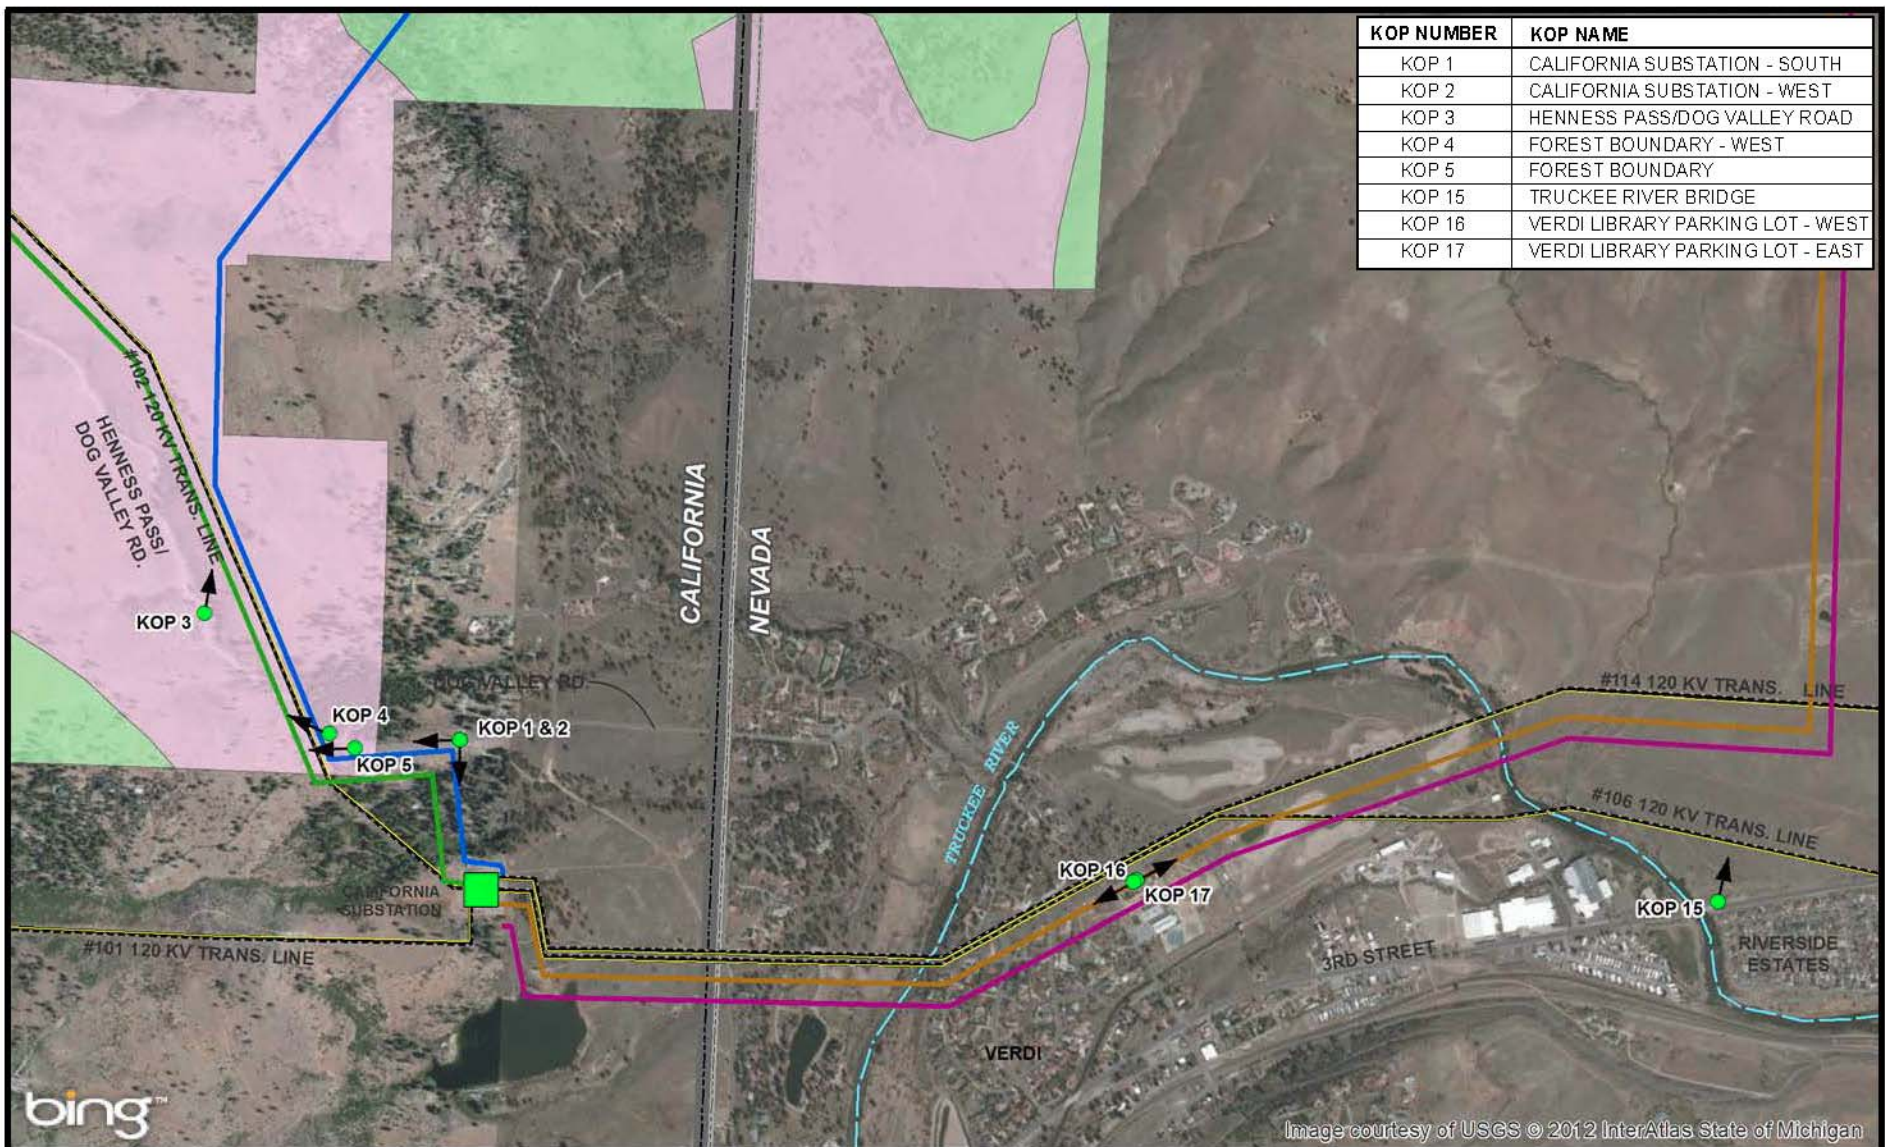 KOP NUMBER KOP NAME
KOP 1 CALIFORNIA SUBSTATION - SOUTH
KOP 2 CALIFORNIA SUBSTATION - WEST
KOP 3 HENNESS PASS/DOG VALLEY ROAD
KOP 4 FOREST BOUNDARY - WEST
KOP 5 FOREST BOUNDARY
KOP 15 TRUCKEE RIVER BRIDGE
KOP 16 VERDI LIBRARY PARKING LOT - WEST
KOP 17 VERDI LIBRARY PARKING LOT - EAST
#102 120 KV TRANS. LINE
HENNESS PASS/
DOG VALLEY RD.
KOP 3
CALIFORNIA
NEVADA
DOG VALLEY RD.
KOP 4
KOP 1 & 2
KOP 5
CALIFORNIA
SUBSTATION
#101 120 KV TRANS. LINE
TRUCKEE RIVER
#114 120 KV TRANS. LINE
#106 120 KV TRANS. LINE
KOP 16
KOP 17
KOP 15
3RD STREET
RIVERSIDE
ESTATES
VERDI
bing™
Image courtesy of USGS © 2012 InterAtlas State of Michigan